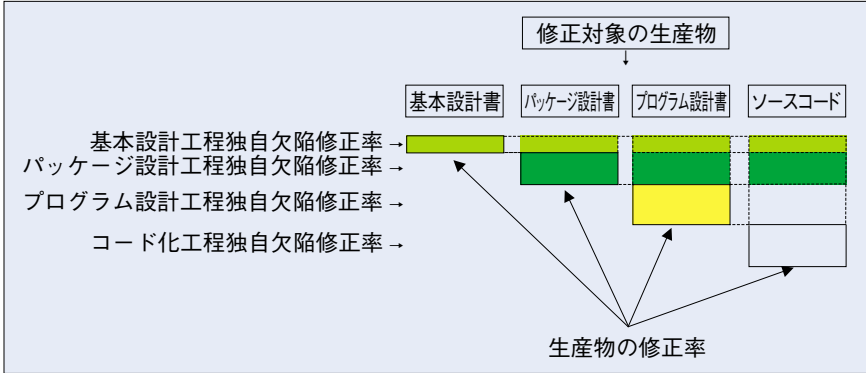 修正対象の生産物
↓
基本設計書 パッケージ設計書 プログラム設計書 ソースコード
基本設計工程独自欠陥修正率→
パッケージ設計工程独自欠陥修正率→
プログラム設計工程独自欠陥修正率→
コード化工程独自欠陥修正率→
生産物の修正率